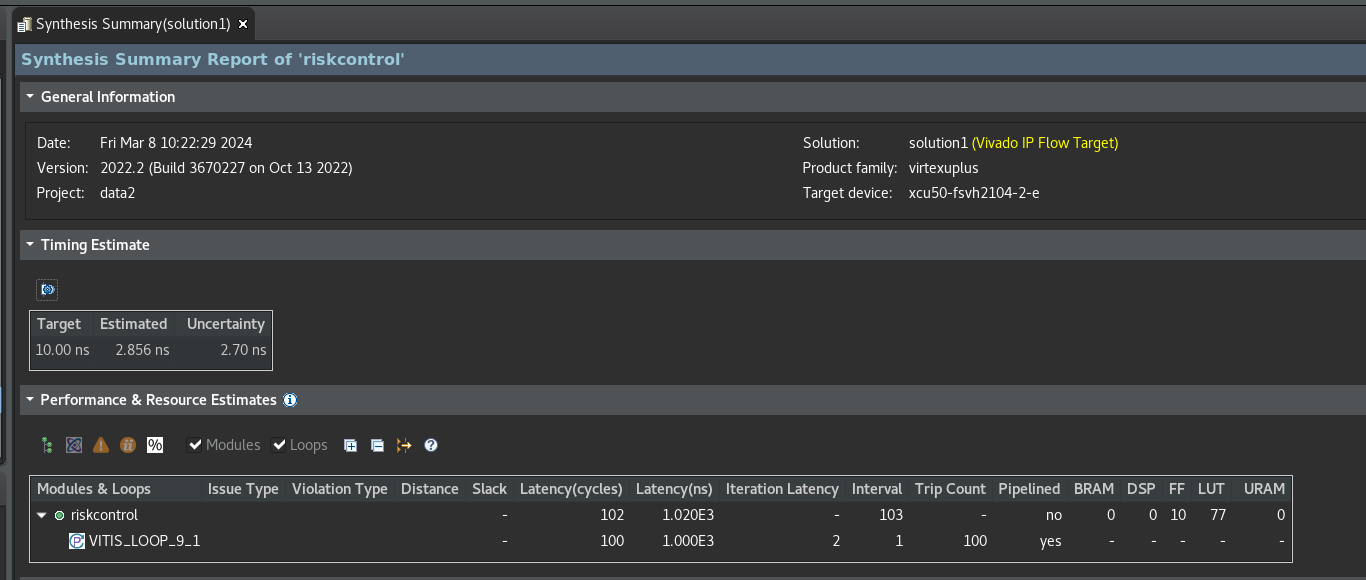 Synthesis Summary(solution1)
Synthesis Summary Report of 'riskcontrol'
General Information
Date: Fri Mar 8 10:22:29 2024 Solution: solution1 (Vivado IP Flow Target)
Version: 2022.2 (Build 3670227 on Oct 13 2022) Product family: virtexuplus
Project: data2 Target device: xcu50-fsvh2104-2-e
Timing Estimate
Target Estimated Uncertainty
10.00 ns 2.856 ns 2.70 ns
Performance & Resource Estimates
% Modules Loops
Modules & Loops Issue Type Violation Type Distance Slack Latency(cycles) Latency(ns) Iteration Latency Interval Trip Count Pipelined BRAM DSP FF LUT URAM
riskcontrol - 102 1.020E3 - 103 - no 0 0 10 77 0
VITIS_LOOP_9_1 - 100 1.000E3 2 1 100 yes - - - - -